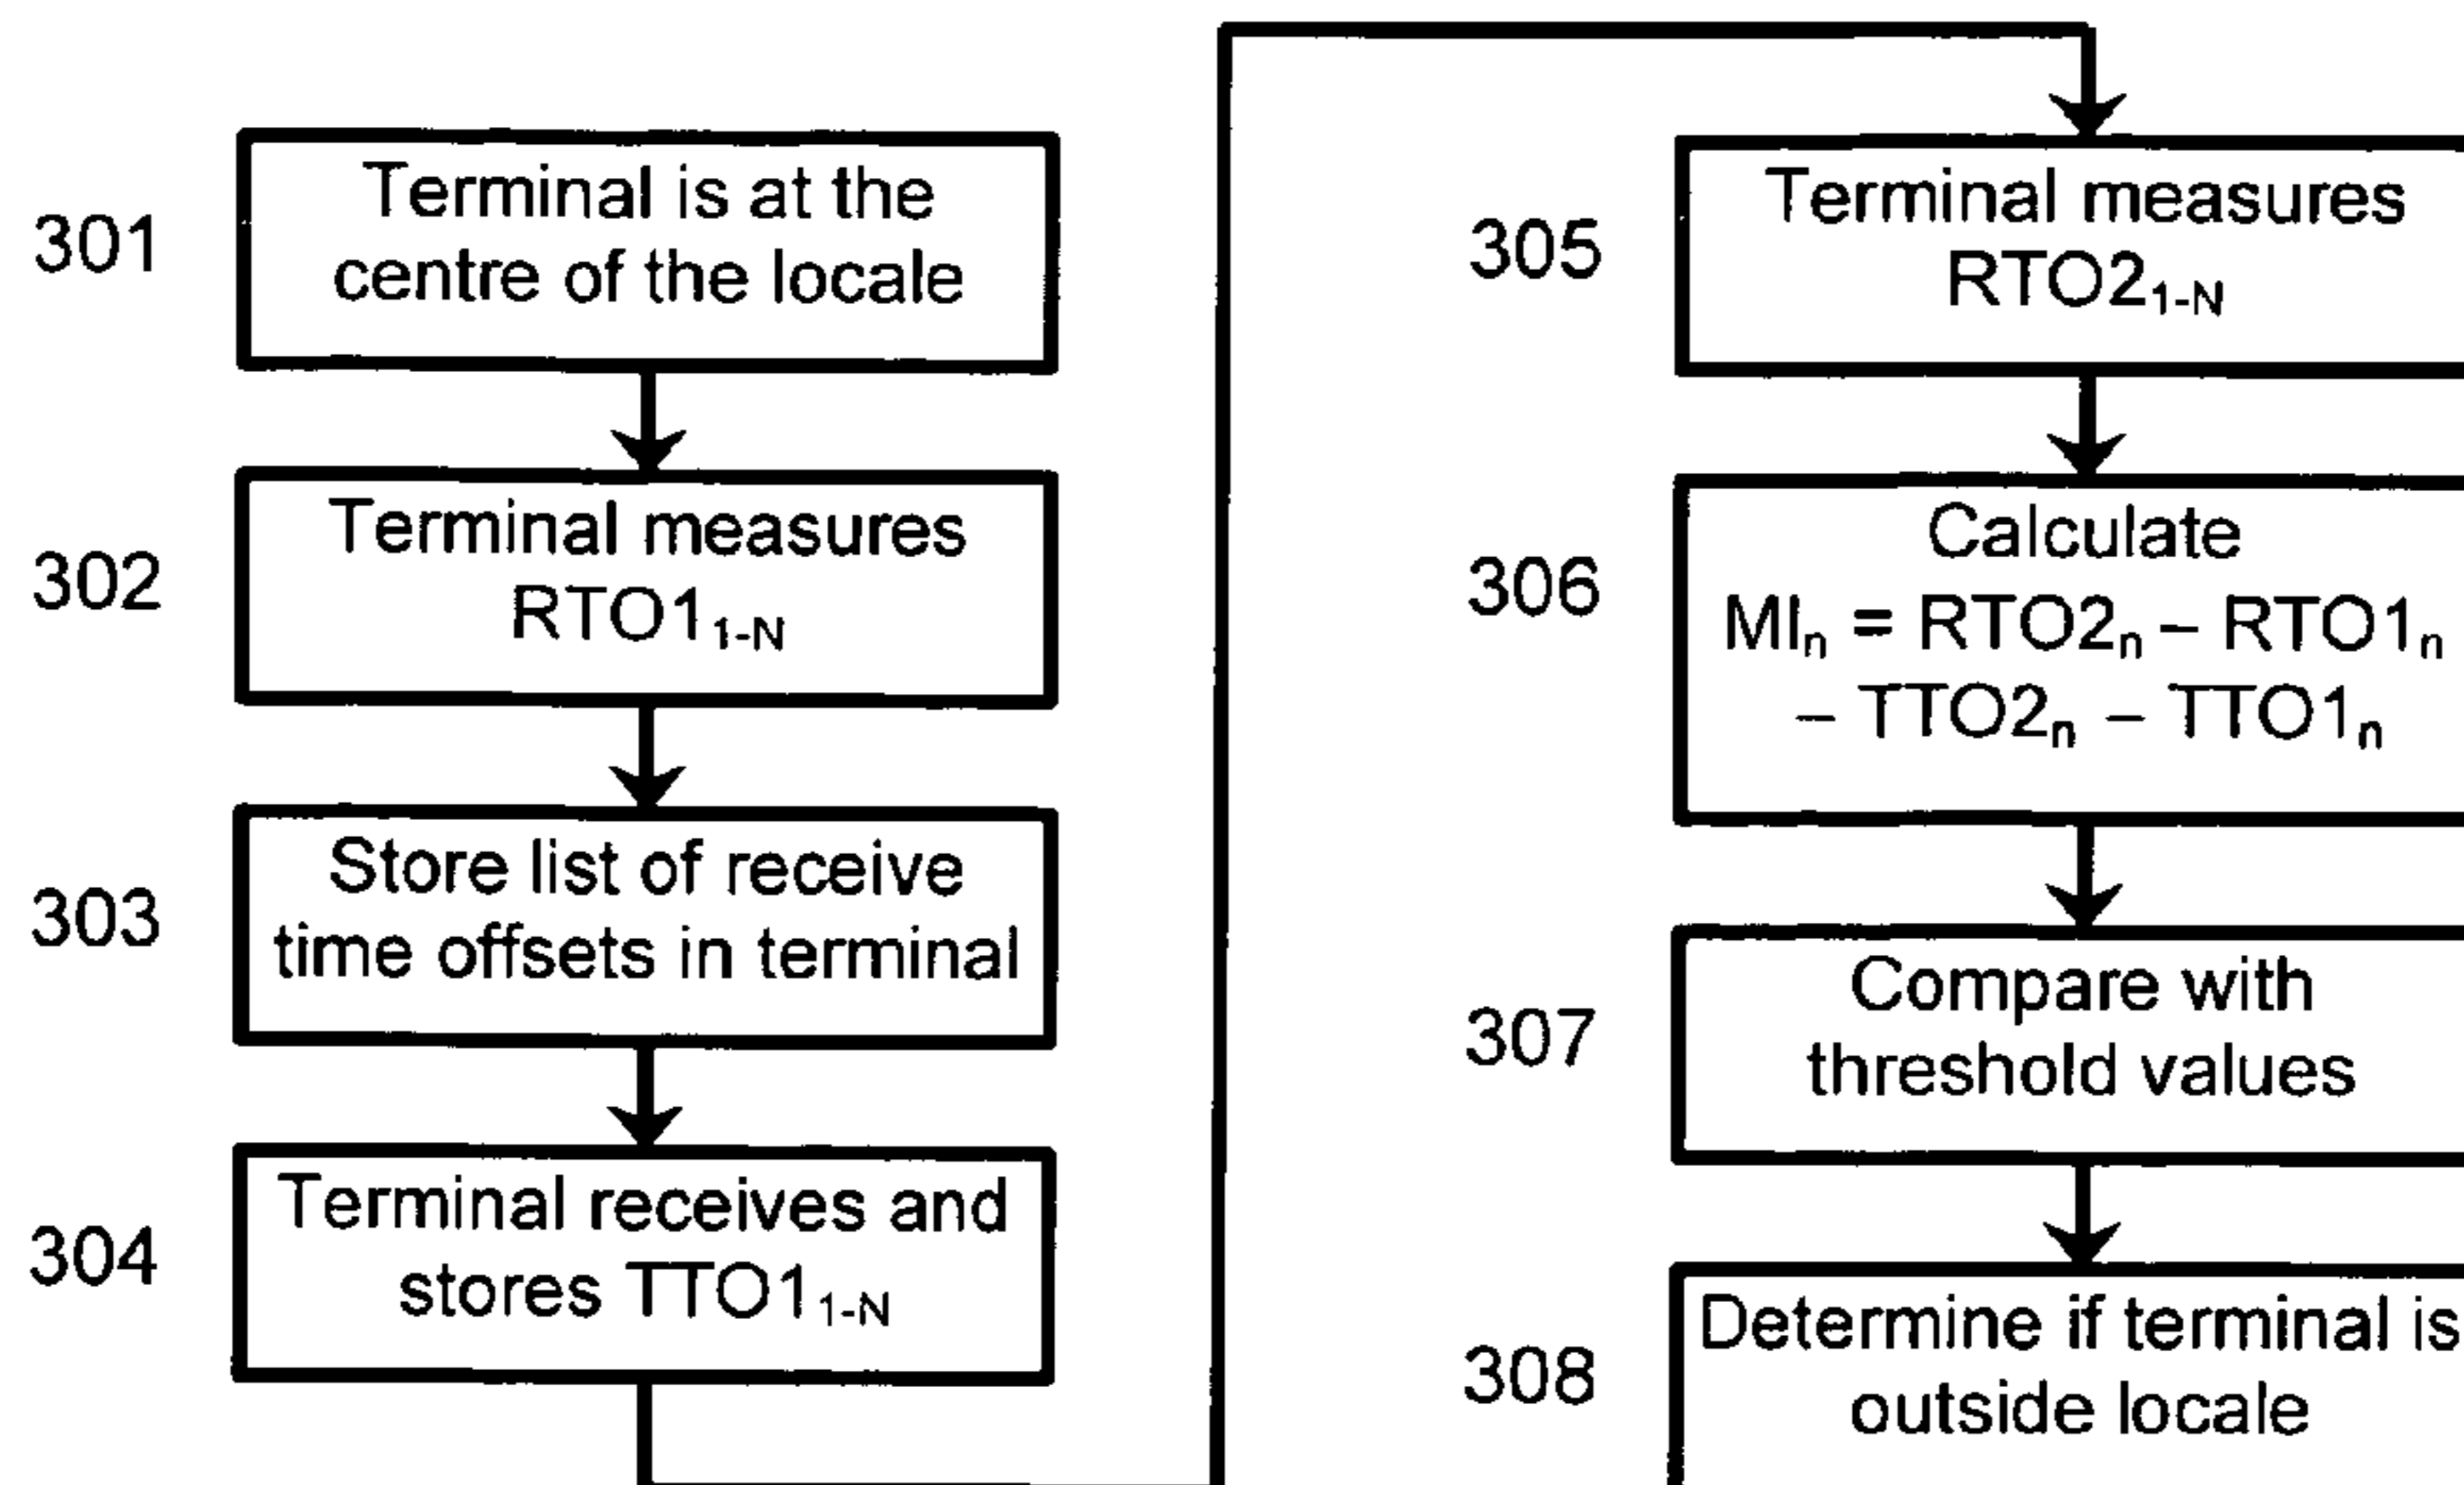 301
Terminal is at the
centre of the locale
302
Terminal measures
RTO1₁₋N
303
Store list of receive
time offsets in terminal
304
Terminal receives and
stores TTO1₁₋N
305
Terminal measures
RTO2₁₋N
306
Calculate
MIₙ = RTO2ₙ – RTO1ₙ
– TTO2ₙ – TTO1ₙ
307
Compare with
threshold values
308
Determine if terminal is
outside locale